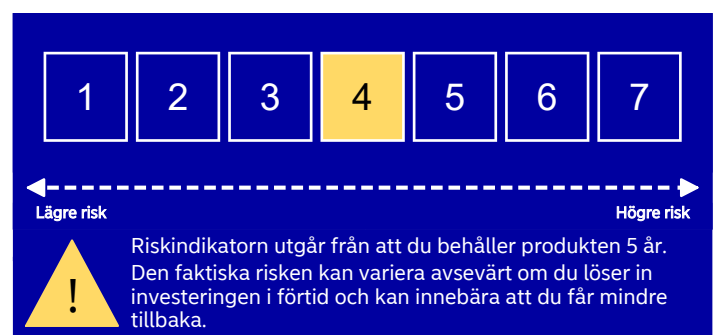 1 2 3 4 5 6 7
Lägre risk Högre risk
! Riskindikatorn utgår från att du behåller produkten 5 år.
Den faktiska risken kan variera avsevärt om du löser in
investeringen i förtid och kan innebära att du får mindre
tillbaka.